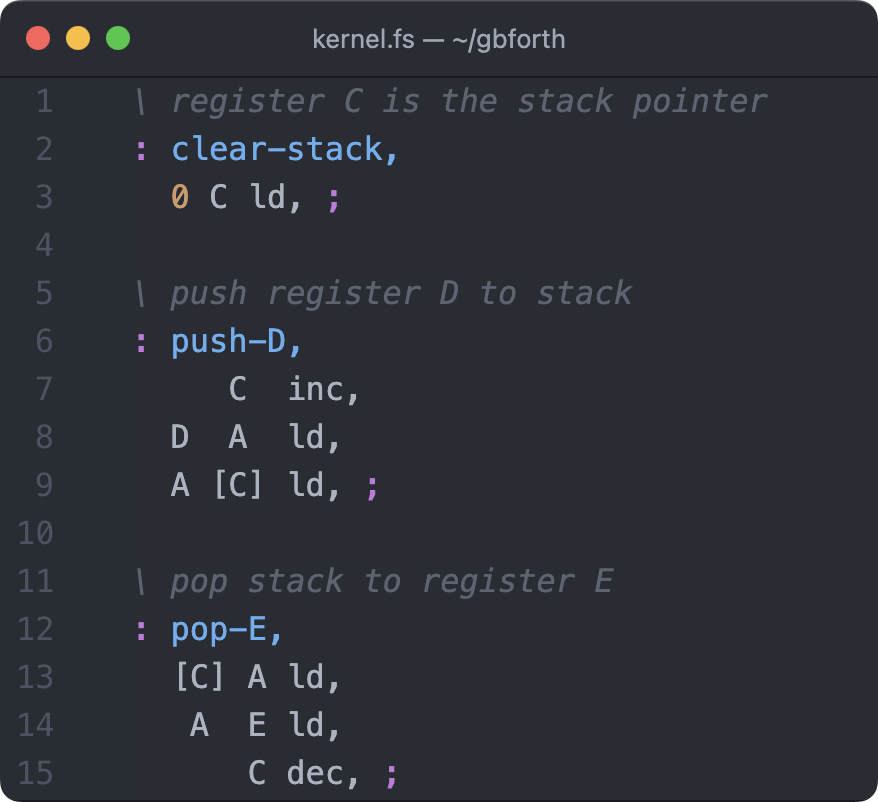 kernel.fs — ~/gbforth
1 \ register C is the stack pointer
2 : clear-stack,
3 0 C ld, ;
4
5 \ push register D to stack
6 : push-D,
7 C inc,
8 D A ld,
9 A [C] ld, ;
10
11 \ pop stack to register E
12 : pop-E,
13 [C] A ld,
14 A E ld,
15 C dec, ;